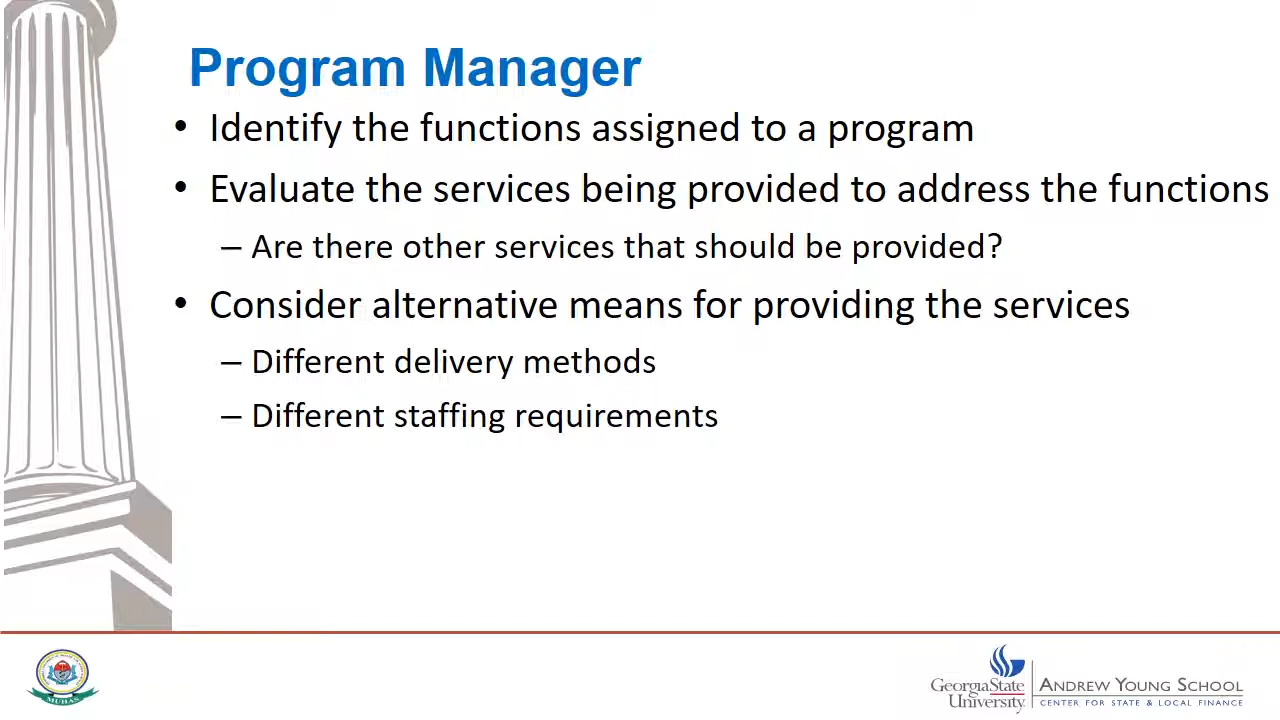 Program Manager
• Identify the functions assigned to a program
• Evaluate the services being provided to address the functions
– Are there other services that should be provided?
• Consider alternative means for providing the services
– Different delivery methods
– Different staffing requirements
MUHAS
GeorgiaState
University
ANDREW YOUNG SCHOOL
CENTER FOR STATE & LOCAL FINANCE